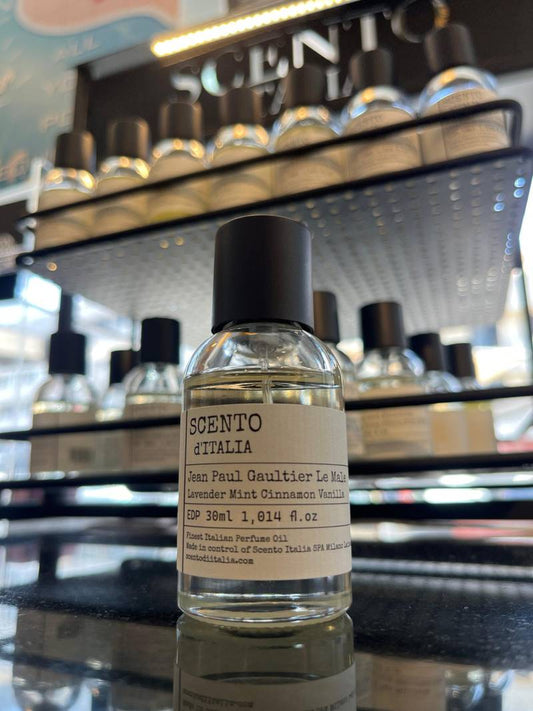 SCENTO
SCENTO
d'ITALIA
Jean Paul Gaultier Le Male
Lavender Mint Cinnamon Vanilla
EDP 30ml 1,014 fl.oz
Finest Italian Perfume Oil
Made in control of Scento Italia SPA Milano
scentodiitalia.com